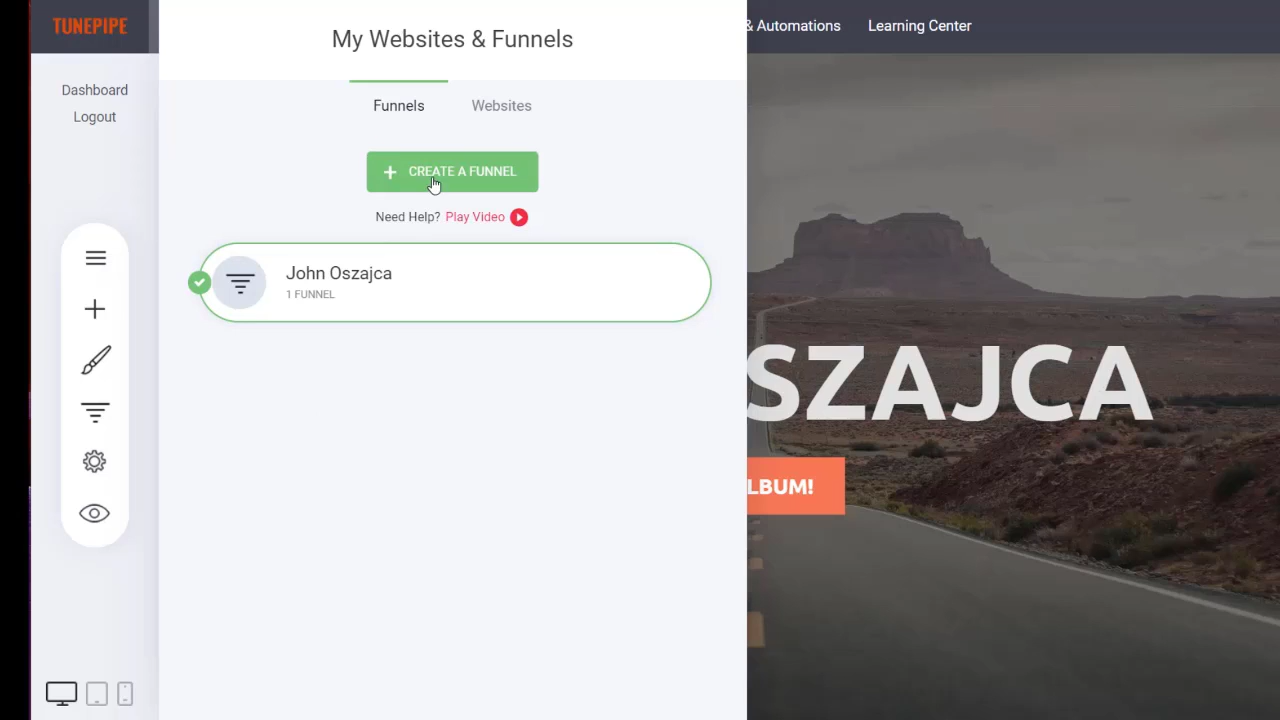 TUNEPIPE
Dashboard
Logout
My Websites & Funnels
Funnels
Websites
CREATE A FUNNEL
Need Help? Play Video
John Oszajca
1 FUNNEL
& Automations
Learning Center
SZAJCA
LBUM!